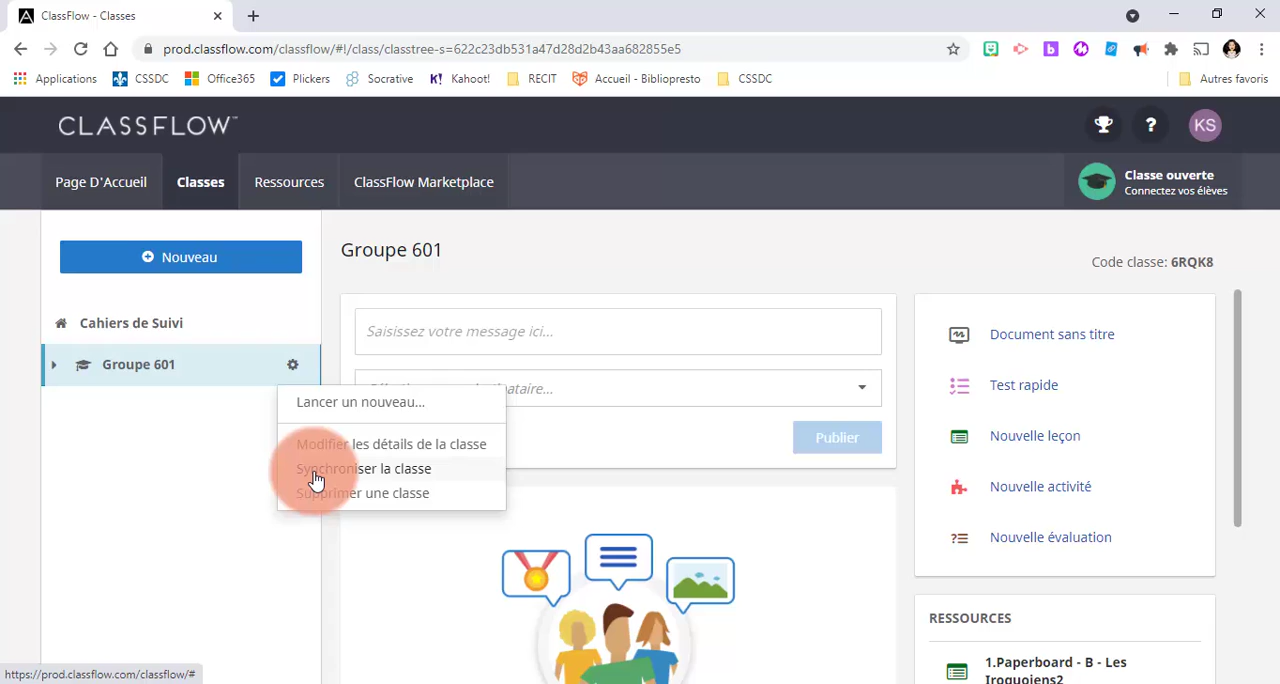 ClassFlow - Classes
prod.classflow.com/classflow/#!/class/classtree-s=622c23db531a47d28d2b43aa682855e5
Applications
CSSDC
Office365
Plickers
Socrative
K! Kahoot!
RECIT
Accueil - Bibliopresto
CSSDC
Autres favoris
CLASSFLOW™
?
KS
Page D'Accueil
Classes
Ressources
ClassFlow Marketplace
Classe ouverte
Connectez vos élèves
Nouveau
Cahiers de Suivi
Groupe 601
Lancer un nouveau...
Modifier les détails de la classe
Synchroniser la classe
Supprimer une classe
Groupe 601
Code classe: 6RQK8
Saisissez votre message ici...
Publier
Document sans titre
Test rapide
Nouvelle leçon
Nouvelle activité
Nouvelle évaluation
RESSOURCES
1.Paperboard - B - Les
Iroquoiens2
https://prod.classflow.com/classflow/#